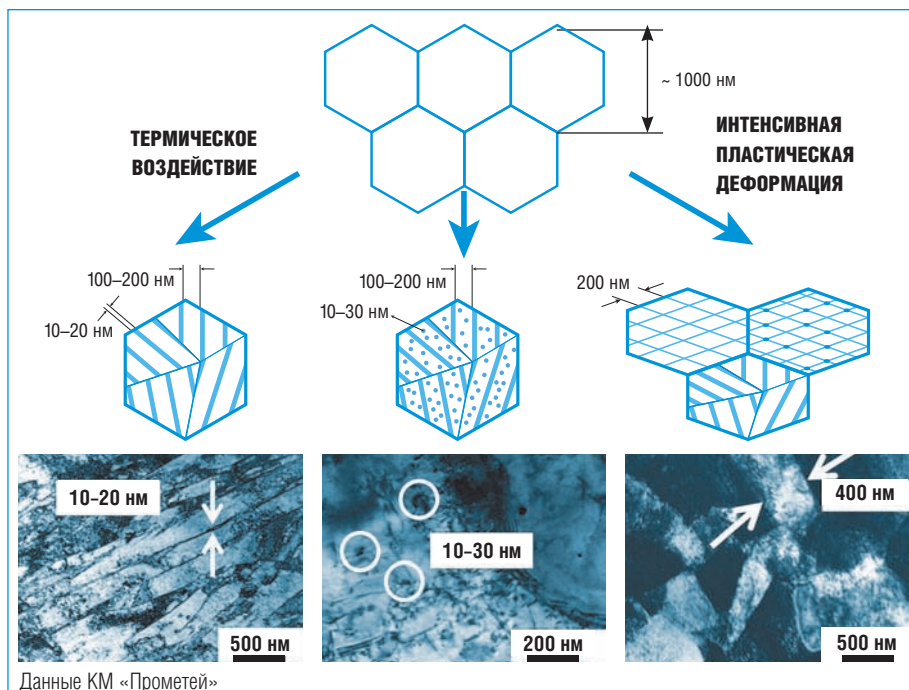 ~ 1000 нм
ТЕРМИЧЕСКОЕ
ВОЗДЕЙСТВИЕ
ИНТЕНСИВНАЯ
ПЛАСТИЧЕСКАЯ
ДЕФОРМАЦИЯ
100–200 нм
10–20 нм
100–200 нм
10–30 нм
200 нм
10–20 нм
500 нм
10–30 нм
200 нм
400 нм
500 нм
Данные КМ «Прометей»